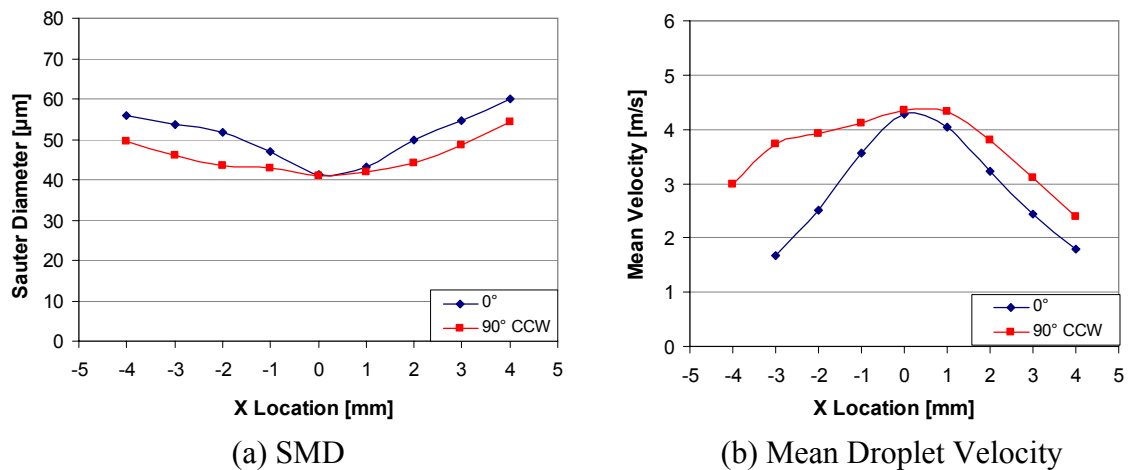 80
70
60
50
40
30
20
10
0
Sauter Diameter [µm]
-5 -4 -3 -2 -1 0 1 2 3 4 5
X Location [mm]
0°
90° CCW
(a) SMD
6
5
4
3
2
1
0
Mean Velocity [m/s]
-5 -4 -3 -2 -1 0 1 2 3 4 5
X Location [mm]
0°
90° CCW
(b) Mean Droplet Velocity